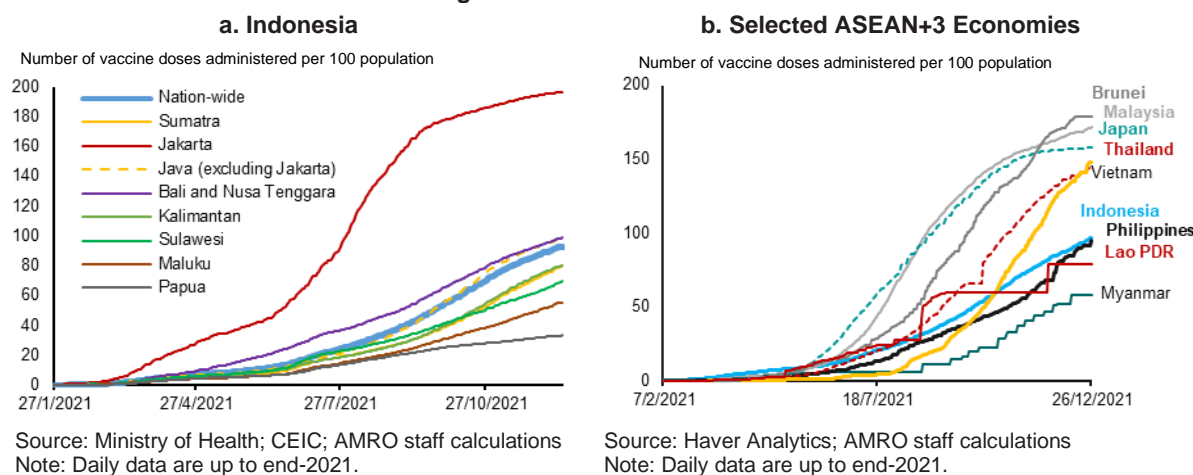 a. Indonesia
Number of vaccine doses administered per 100 population
200
180
160
140
120
100
80
60
40
20
0
Nation-wide
Sumatra
Jakarta
Java (excluding Jakarta)
Bali and Nusa Tenggara
Kalimantan
Sulawesi
Maluku
Papua
27/1/2021 27/4/2021 27/7/2021 27/10/2021
Source: Ministry of Health; CEIC; AMRO staff calculations
Note: Daily data are up to end-2021.
b. Selected ASEAN+3 Economies
Number of vaccine doses administered per 100 population
200
150
100
50
0
Brunei
Malaysia
Japan
Thailand
Vietnam
Indonesia
Philippines
Lao PDR
Myanmar
7/2/2021 18/7/2021 26/12/2021
Source: Haver Analytics; AMRO staff calculations
Note: Daily data are up to end-2021.